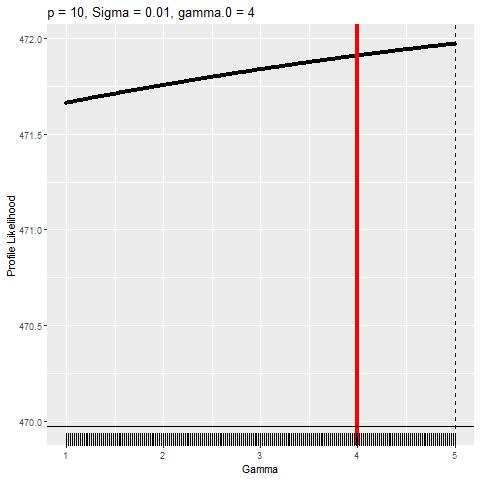 p = 10, Sigma = 0.01, gamma.0 = 4
472.0
471.5
471.0
470.5
470.0
Profile Likelihood
1 2 3 4 5
Gamma